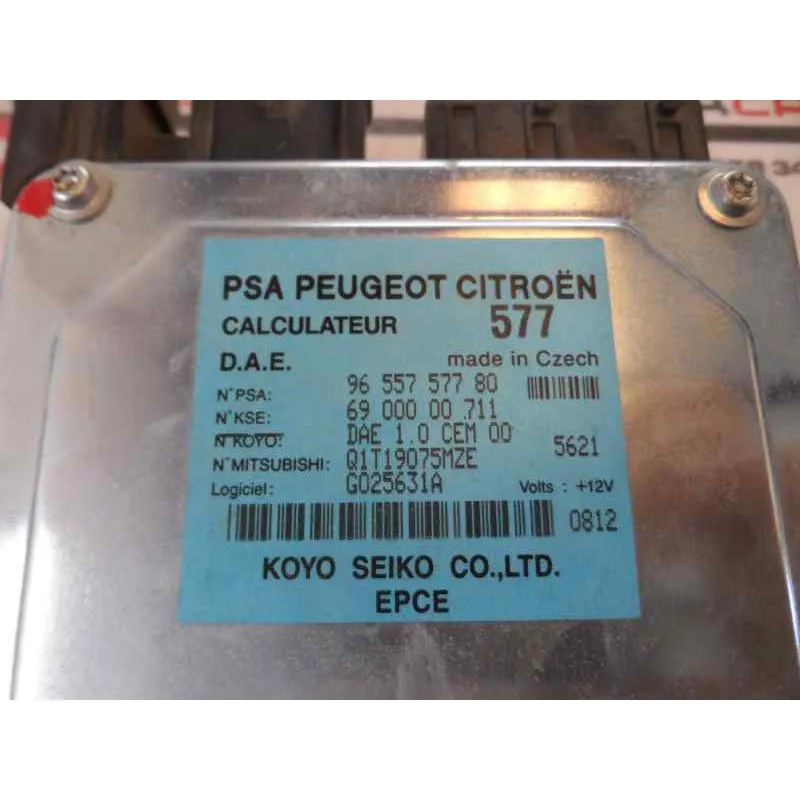 PSA PEUGEOT CITROËN
CALCULATEUR 577
D.A.E. made in Czech
N°PSA: 96 557 577 80
N°KSE: 69 000 00 711
N°KOYO: DAE 1.0 CEM 00 5621
N°MITSUBISHI: Q1T19075MZE
Logiciel: G025631A Volts : +12V
0812
KOYO SEIKO CO.,LTD.
EPCE